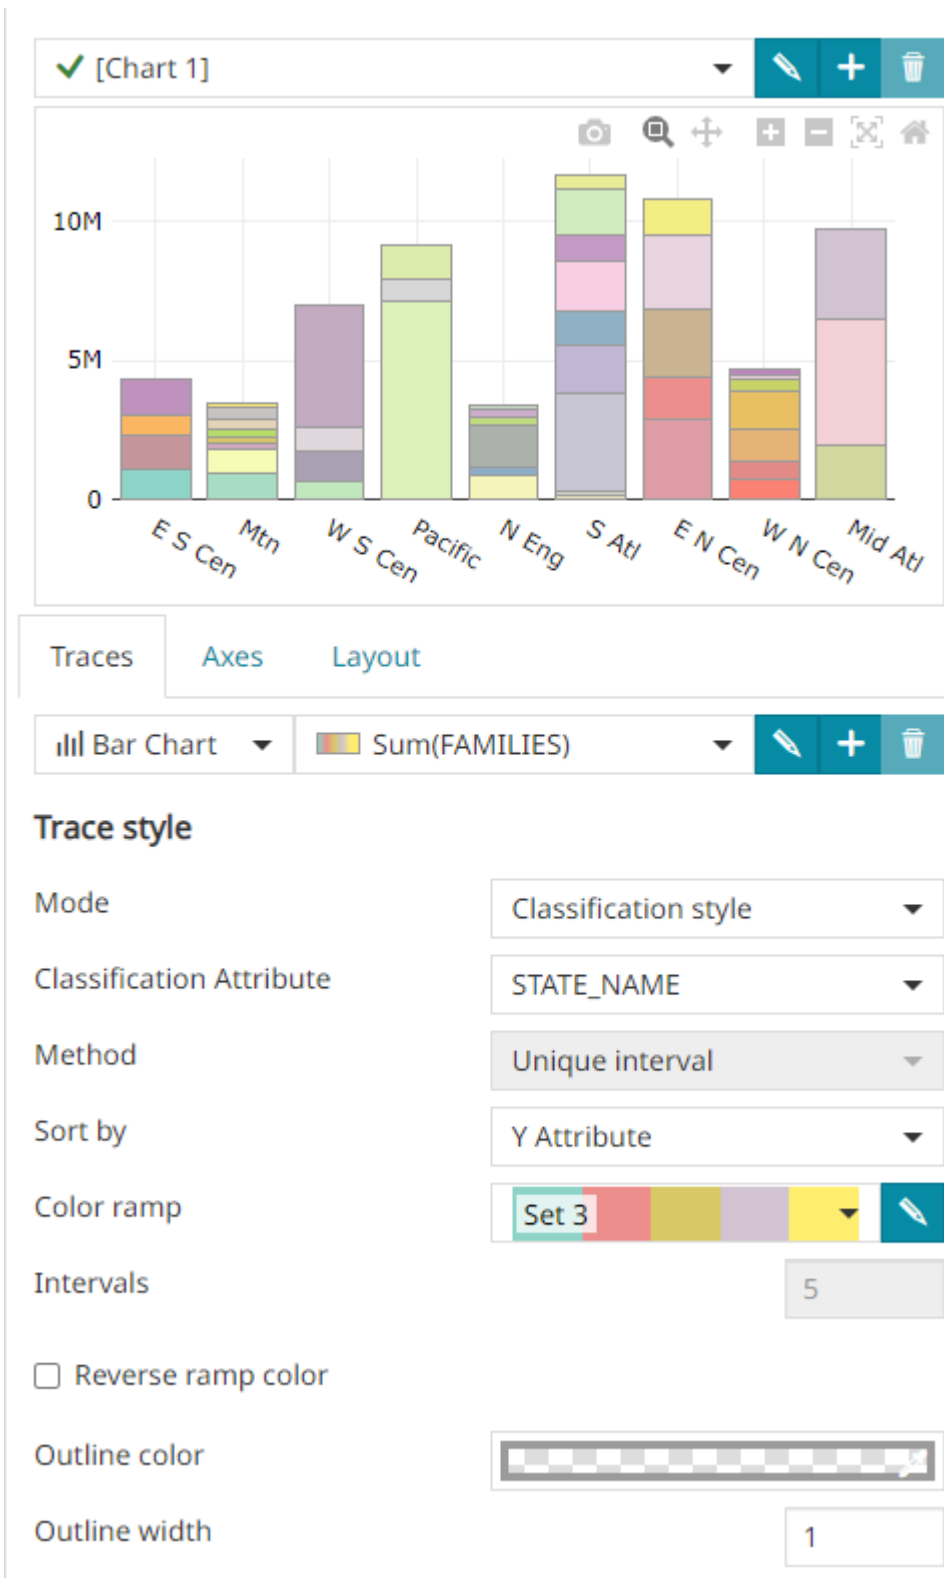 [Chart 1]
10M
5M
0
E S Cen
Mtn
W S Cen
Pacific
N Eng
S Atl
E N Cen
W N Cen
Mid Atl
Traces Axes Layout
Bar Chart Sum(FAMILIES)
Trace style
Mode Classification style
Classification Attribute STATE_NAME
Method Unique interval
Sort by Y Attribute
Color ramp Set 3
Intervals 5
Reverse ramp color
Outline color
Outline width 1